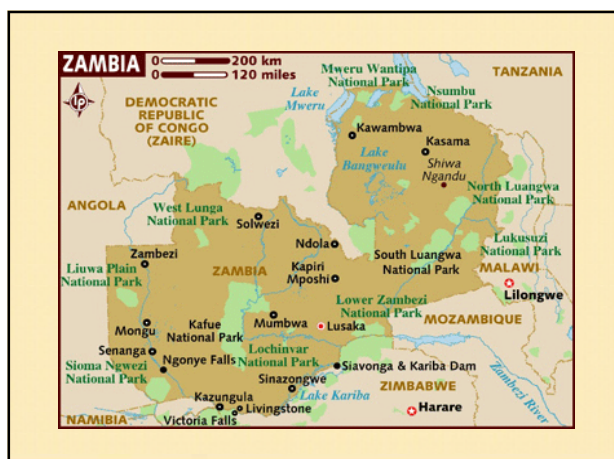 ZAMBIA
0 200 km
0 120 miles
LP
Mweru Wantipa
National Park
TANZANIA
Nsumbu
National Park
Lake
Mweru
DEMOCRATIC
REPUBLIC
OF CONGO
(ZAIRE)
Kawambwa
Kasama
Lake
Bangweulu
Shiwa
Ngandu
North Luangwa
National Park
ANGOLA
West Lunga
National Park
Solwezi
Lukusuzi
National Park
Ndola
Zambezi
South Luangwa
National Park
MALAWI
Liuwa Plain
National Park
ZAMBIA
Kapiri
Mposhi
Lilongwe
Lower Zambezi
National Park
MOZAMBIQUE
Mongu
Kafue
National Park
Mumbwa
Lusaka
Senanga
Ngonye Falls
Lochinvar
National Park
Siavonga & Kariba Dam
Sioma Ngwezi
National Park
Sinazongwe
ZIMBABWE
Zambezi River
Kazungula
Lake Kariba
Livingstone
Harare
NAMIBIA
Victoria Falls